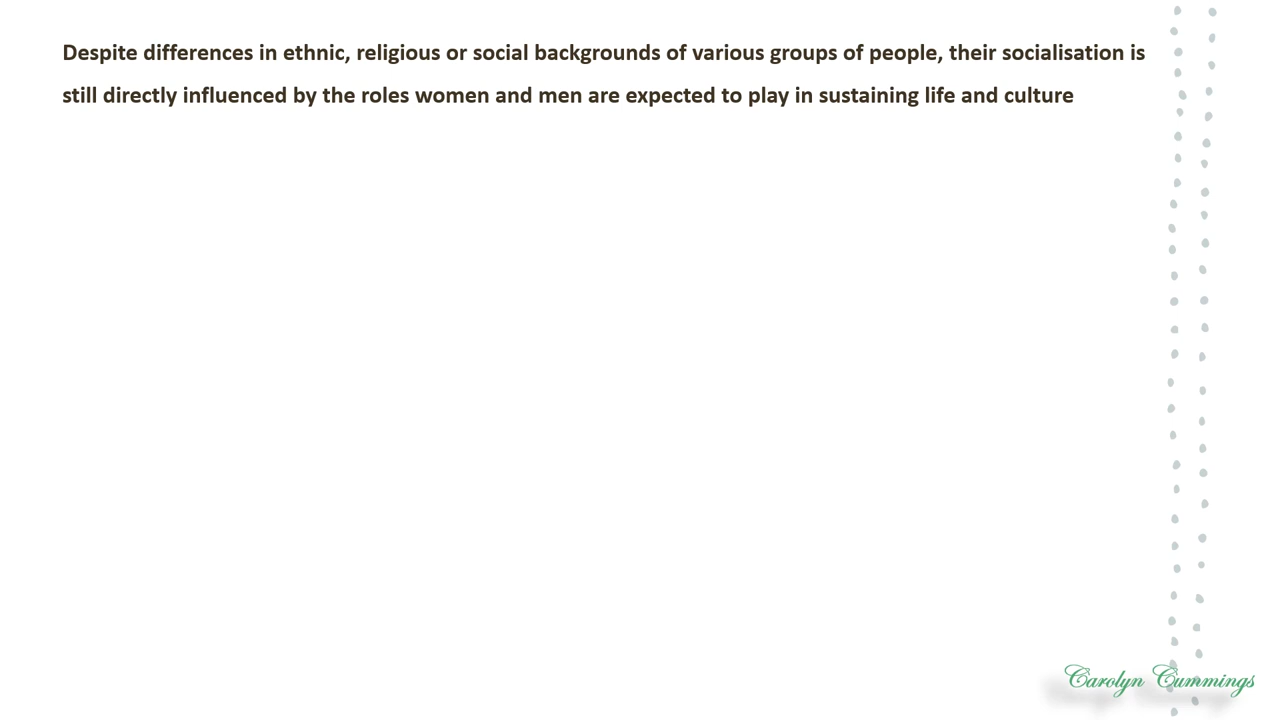 Despite differences in ethnic, religious or social backgrounds of various groups of people, their socialisation is
still directly influenced by the roles women and men are expected to play in sustaining life and culture
Carolyn Cummings